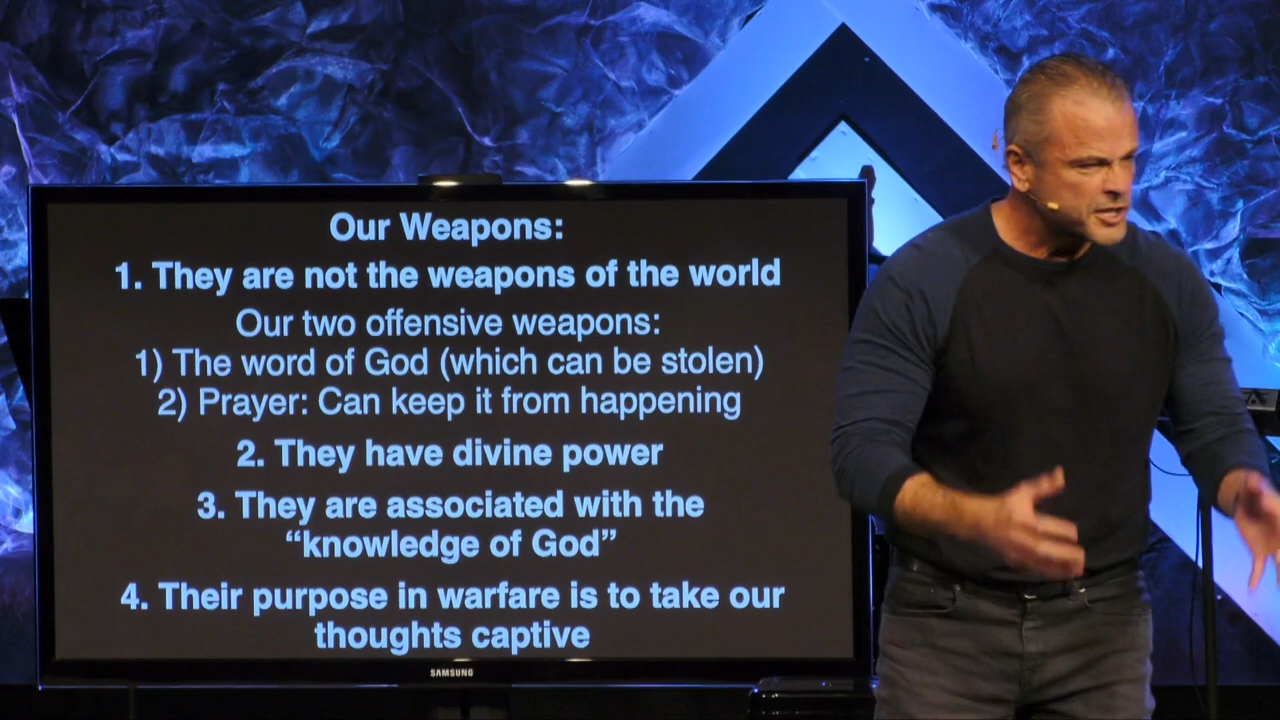 Our Weapons:
1. They are not the weapons of the world
Our two offensive weapons:
1) The word of God (which can be stolen)
2) Prayer: Can keep it from happening
2. They have divine power
3. They are associated with the
“knowledge of God”
4. Their purpose in warfare is to take our
thoughts captive
SAMSUNG